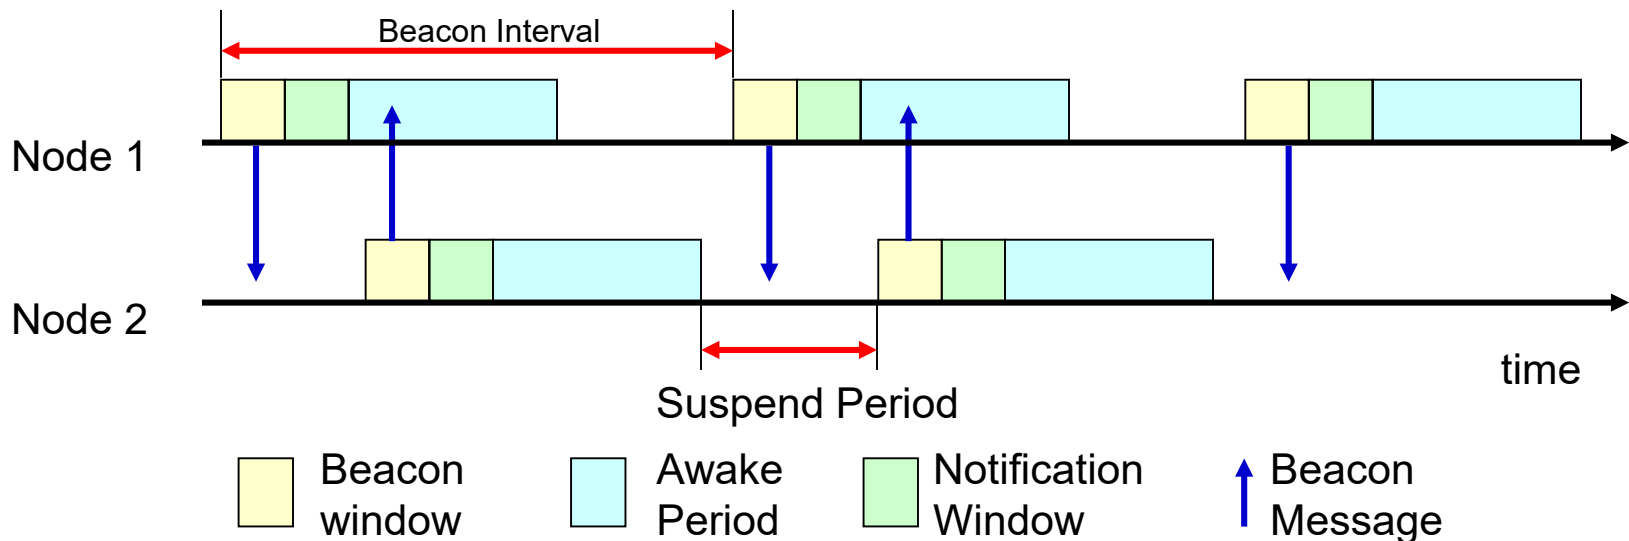 Beacon Interval
Node 1
Node 2
time
Suspend Period
Beacon
window
Awake
Period
Notification
Window
Beacon
Message